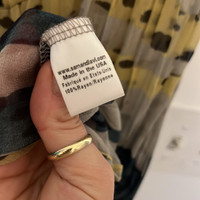 www.samandlavi.com
Made in the USA
Fabriqué en États-Unis
100% Rayon/Rayonne